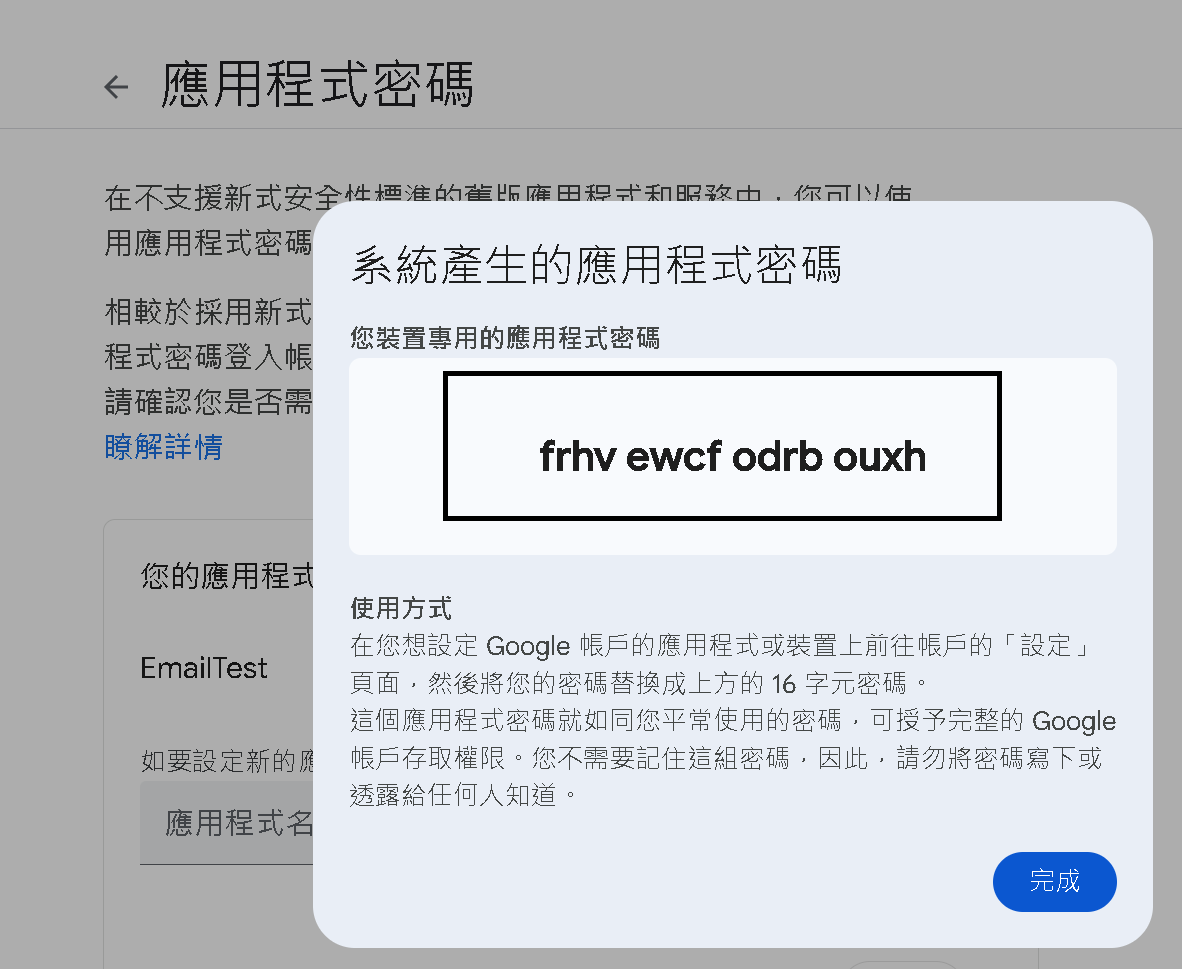 應用程式密碼
在不支援新式安全性標準的舊版應用程式和服務中，您可以使
用應用程式密碼
相較於採用新式
程式密碼登入帳
請確認您是否需
瞭解詳情
您的應用程式
EmailTest
如要設定新的應
應用程式名
系統產生的應用程式密碼
您裝置專用的應用程式密碼
frhv ewcf odrb ouxh
使用方式
在您想設定 Google 帳戶的應用程式或裝置上前往帳戶的「設定」
頁面，然後將您的密碼替換成上方的 16 字元密碼。
這個應用程式密碼就如同您平常使用的密碼，可授予完整的 Google
帳戶存取權限。您不需要記住這組密碼，因此，請勿將密碼寫下或
透露給任何人知道。
完成